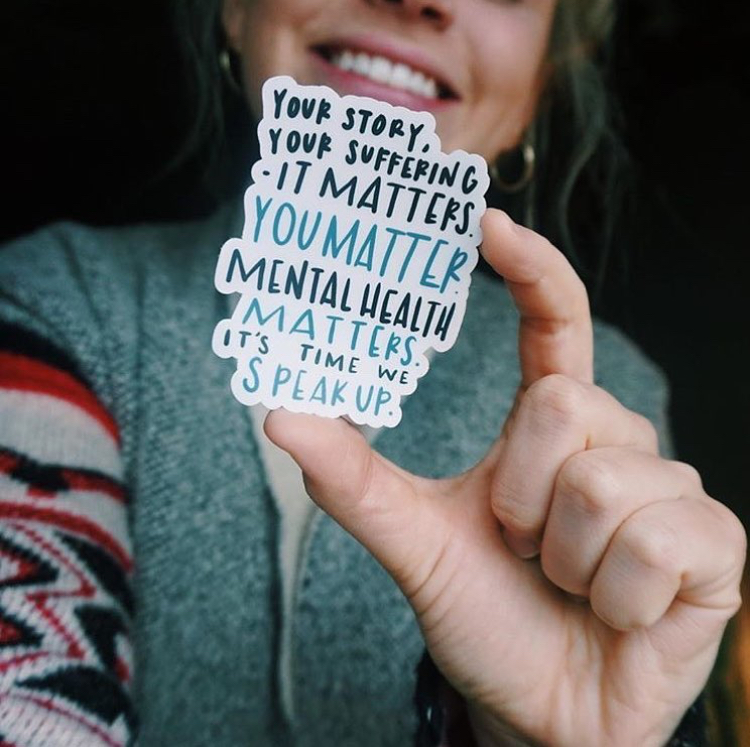 YOUR STORY,
YOUR SUFFERING
-IT MATTERS.
YOU MATTER.
MENTAL HEALTH
MATTERS.
IT'S TIME WE
SPEAK UP.